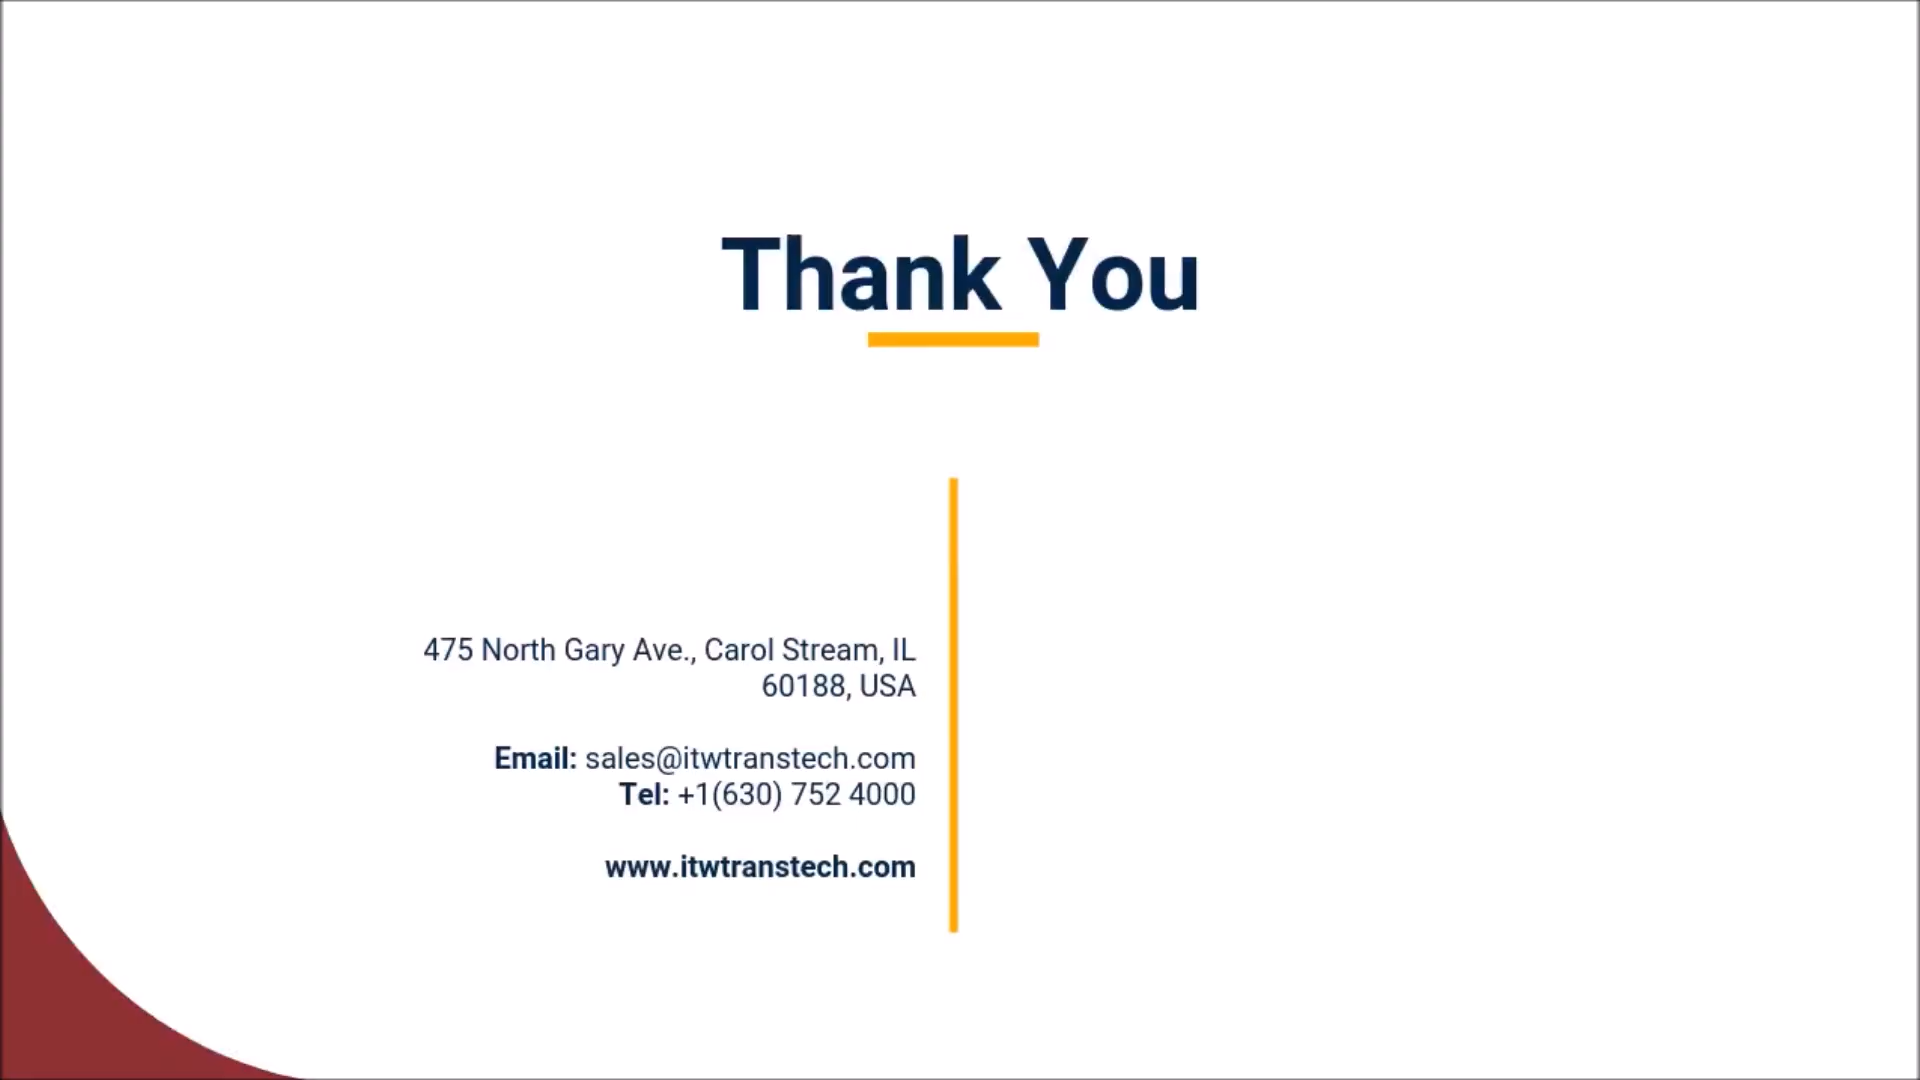 Thank You
475 North Gary Ave., Carol Stream, IL
60188, USA
Email: sales@itwtranstech.com
Tel: +1(630) 752 4000
www.itwtranstech.com